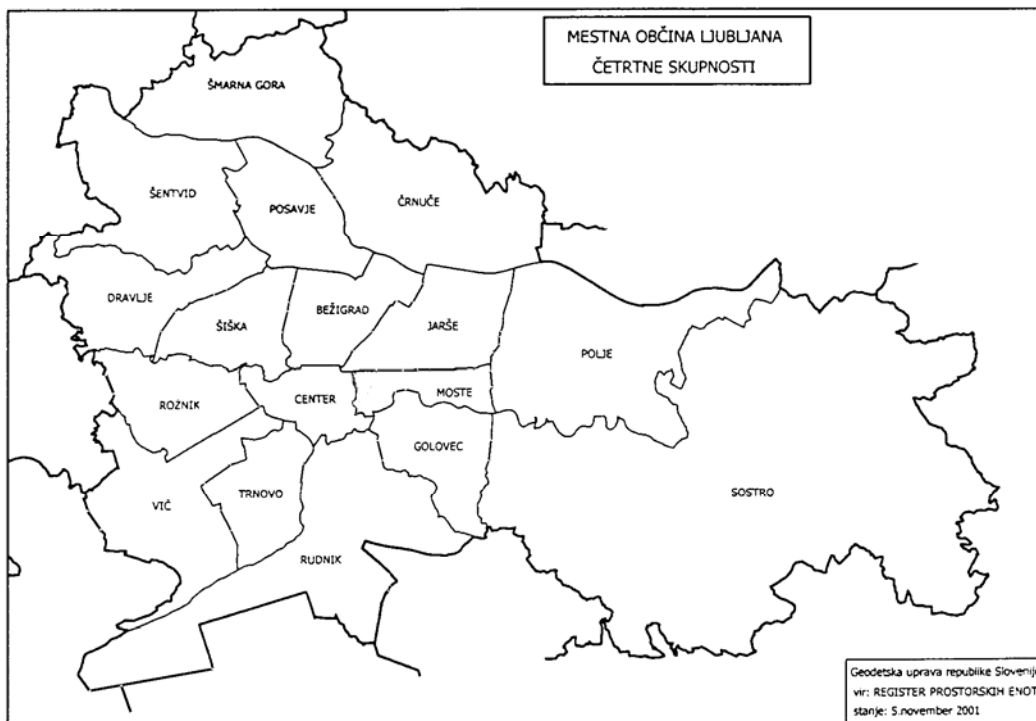 MESTNA OBČINA LJUBLJANA
ČETRTNE SKUPNOSTI
ŠMARNA GORA
ŠENTVID
POSAVJE
ČRNUČE
DRAVLJE
ŠIŠKA
BEŽIGRAD
JARŠE
POLJE
ROŽNIK
CENTER
MOSTE
GOLOVEC
VIČ
TRNOVO
SOSTRO
RUDNIK
Geodetska uprava republike Slovenije
vir: REGISTER PROSTORSKIH ENOT
stanje: 5.november 2001